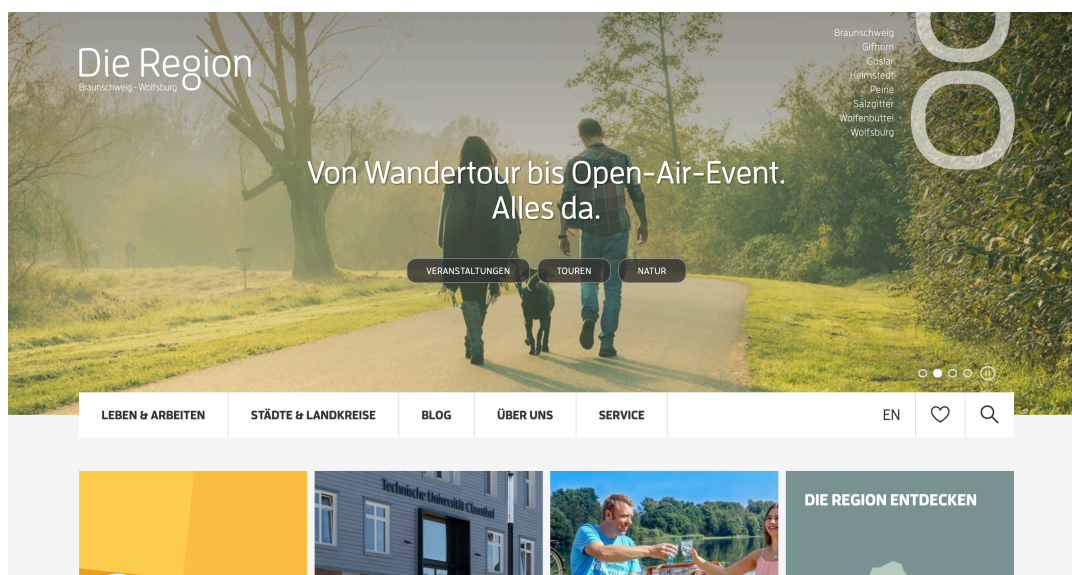 Die Region
Braunschweig - Wolfsburg
Braunschweig
Gifhorn
Goslar
Helmstedt
Peine
Salzgitter
Wolfenbüttel
Wolfsburg
Von Wandertour bis Open-Air-Event.
Alles da.
VERANSTALTUNGEN
TOUREN
NATUR
LEBEN & ARBEITEN
STÄDTE & LANDKREISE
BLOG
ÜBER UNS
SERVICE
EN
Technische Universität Clausthal
DIE REGION ENTDECKEN